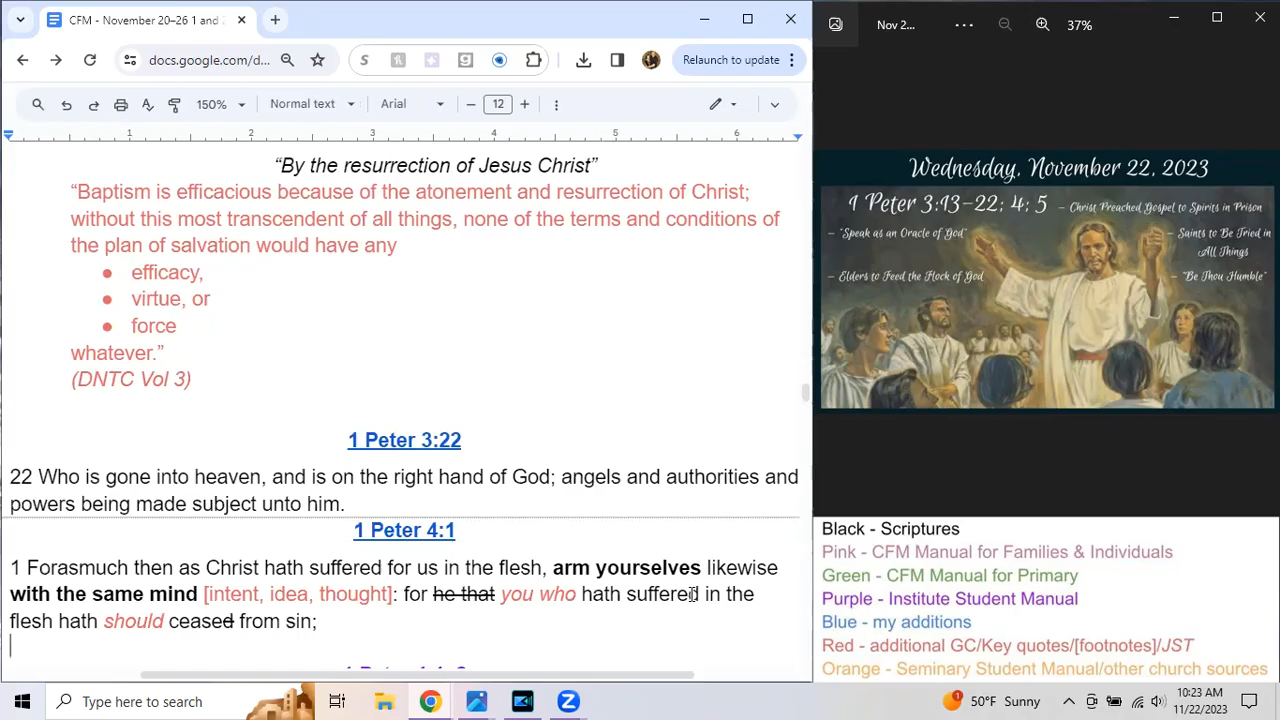 CFM - November 20–26 1 and 2
docs.google.com/d...
Relaunch to update
150%
Normal text
Arial
12
1 2 3 4 5 6
“By the resurrection of Jesus Christ”
“Baptism is efficacious because of the atonement and resurrection of Christ;
without this most transcendent of all things, none of the terms and conditions of
the plan of salvation would have any
● efficacy,
● virtue, or
● force
whatever.”
(DNTC Vol 3)
1 Peter 3:22
22 Who is gone into heaven, and is on the right hand of God; angels and authorities and
powers being made subject unto him.
1 Peter 4:1
1 Forasmuch then as Christ hath suffered for us in the flesh, arm yourselves likewise
with the same mind [intent, idea, thought]: for he that you who hath suffered in the
flesh hath should ceased from sin;
Nov 2...
37%
Wednesday, November 22, 2023
1 Peter 3:13–22; 4; 5
– Christ Preached Gospel to Spirits in Prison
– “Speak as an Oracle of God”
– Saints to Be Tried in
All Things
– Elders to Feed the Flock of God
– “Be Thou Humble”
Black - Scriptures
Pink - CFM Manual for Families & Individuals
Green - CFM Manual for Primary
Purple - Institute Student Manual
Blue - my additions
Red - additional GC/Key quotes/[footnotes]/JST
Orange - Seminary Student Manual/other church sources
Type here to search
1
50°F Sunny
10:23 AM
11/22/2023